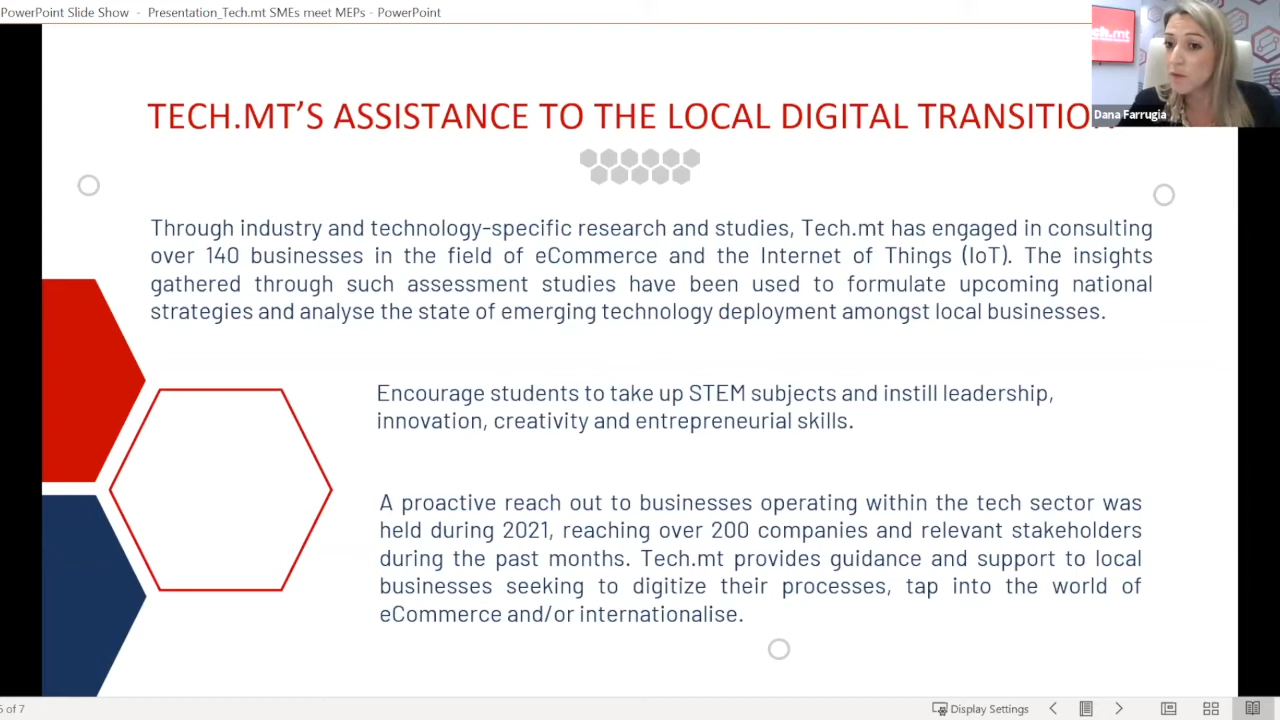 PowerPoint Slide Show - Presentation_Tech.mt SMEs meet MEPs - PowerPoint
ch.mt
Dana Farrugia
TECH.MT'S ASSISTANCE TO THE LOCAL DIGITAL TRANSITIO
Through industry and technology-specific research and studies, Tech.mt has engaged in consulting
over 140 businesses in the field of eCommerce and the Internet of Things (IoT). The insights
gathered through such assessment studies have been used to formulate upcoming national
strategies and analyse the state of emerging technology deployment amongst local businesses.
Encourage students to take up STEM subjects and instill leadership,
innovation, creativity and entrepreneurial skills.
A proactive reach out to businesses operating within the tech sector was
held during 2021, reaching over 200 companies and relevant stakeholders
during the past months. Tech.mt provides guidance and support to local
businesses seeking to digitize their processes, tap into the world of
eCommerce and/or internationalise.
of 7
Display Settings